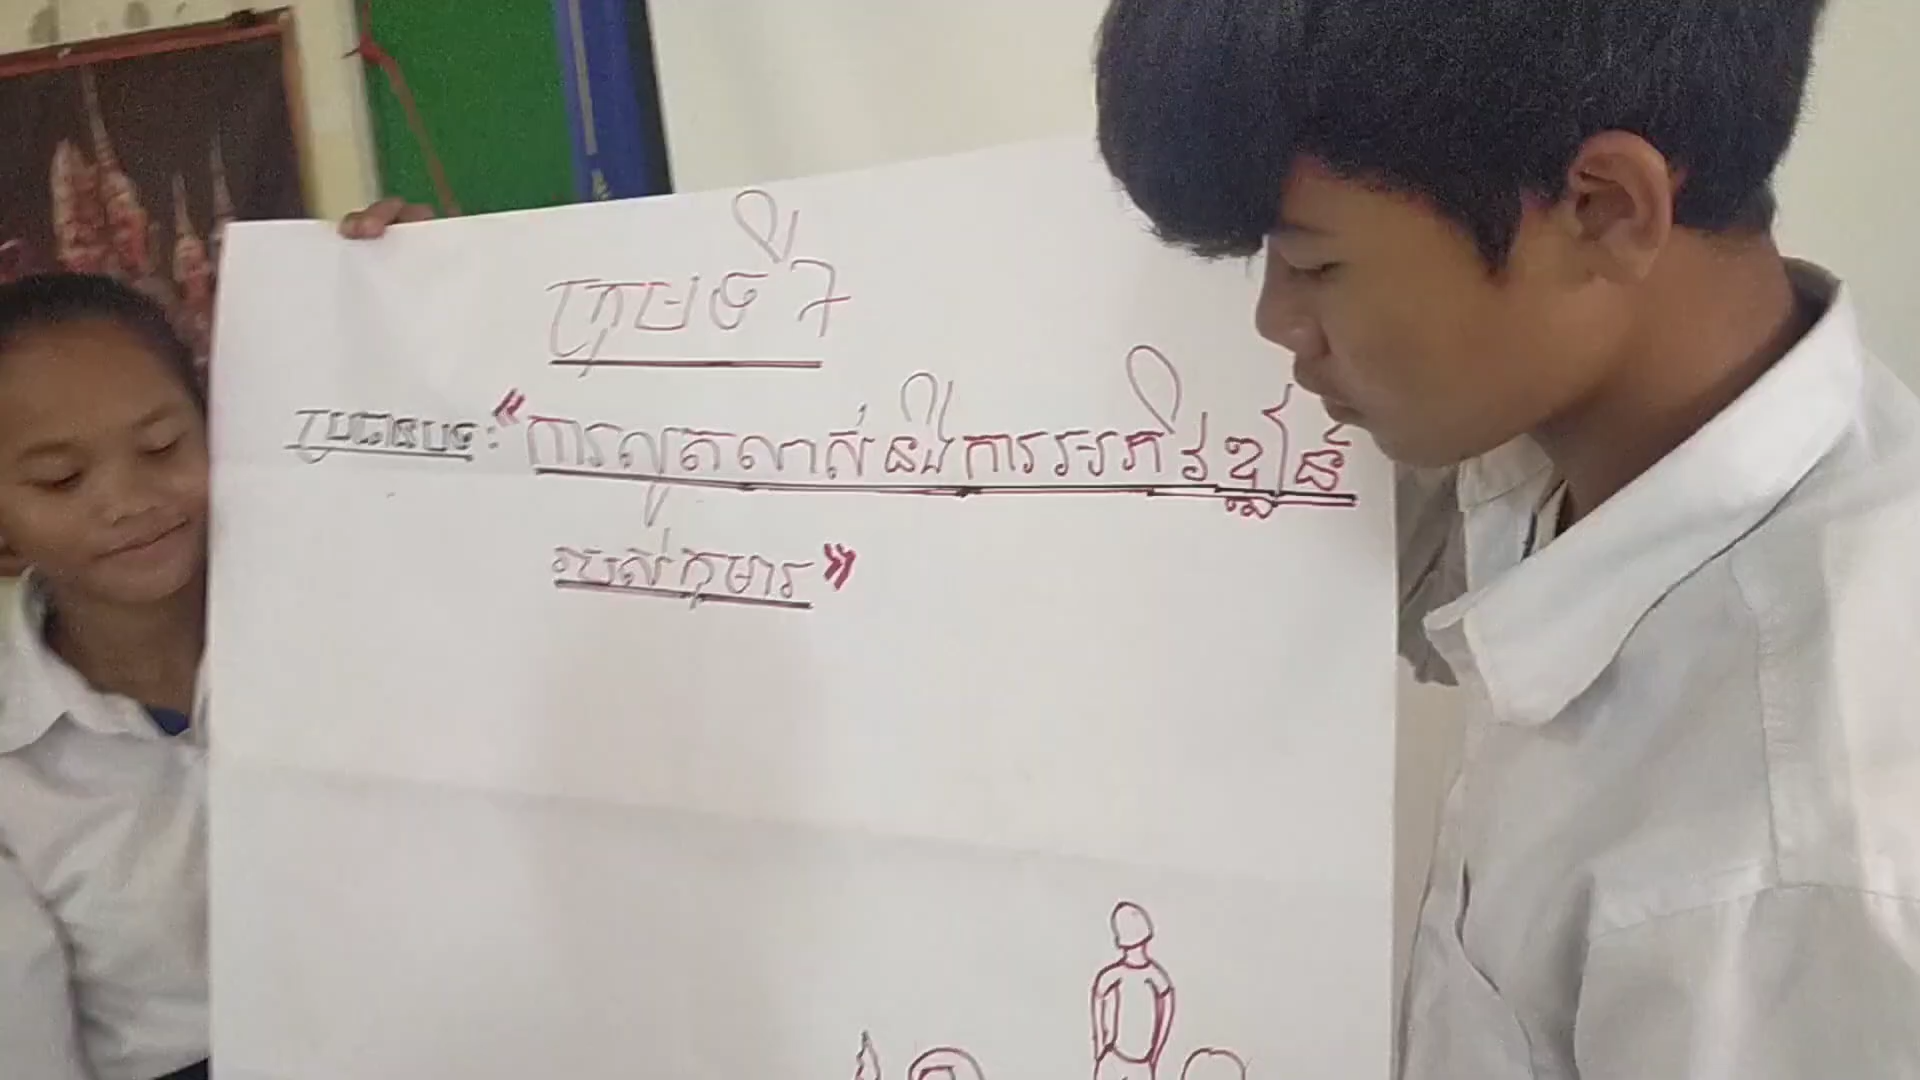 ក្រុមទី 7
ប្រធានបទ: «ការលូតលាស់និងការអភិវឌ្ឍន៍
របស់កុមារ»